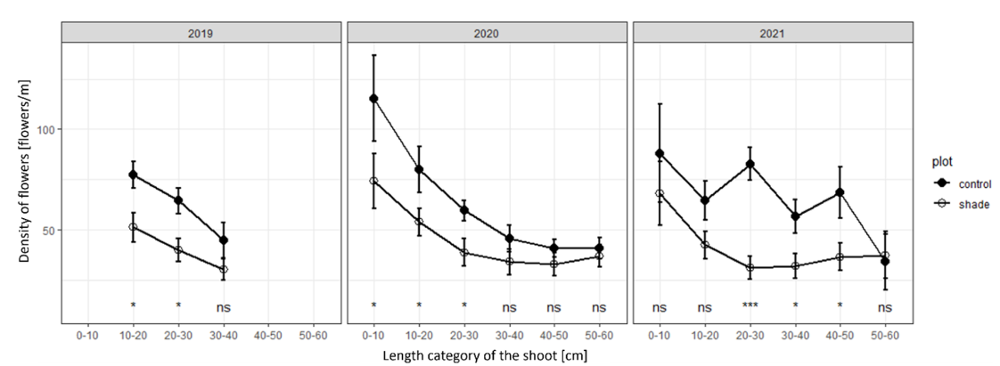 2019 2020 2021
Density of flowers [flowers/m]
100
50
* * ns
* * * ns ns ns
ns ns *** * * ns
0-10 10-20 20-30 30-40 40-50 50-60
0-10 10-20 20-30 30-40 40-50 50-60
0-10 10-20 20-30 30-40 40-50 50-60
Length category of the shoot [cm]
plot
control
shade